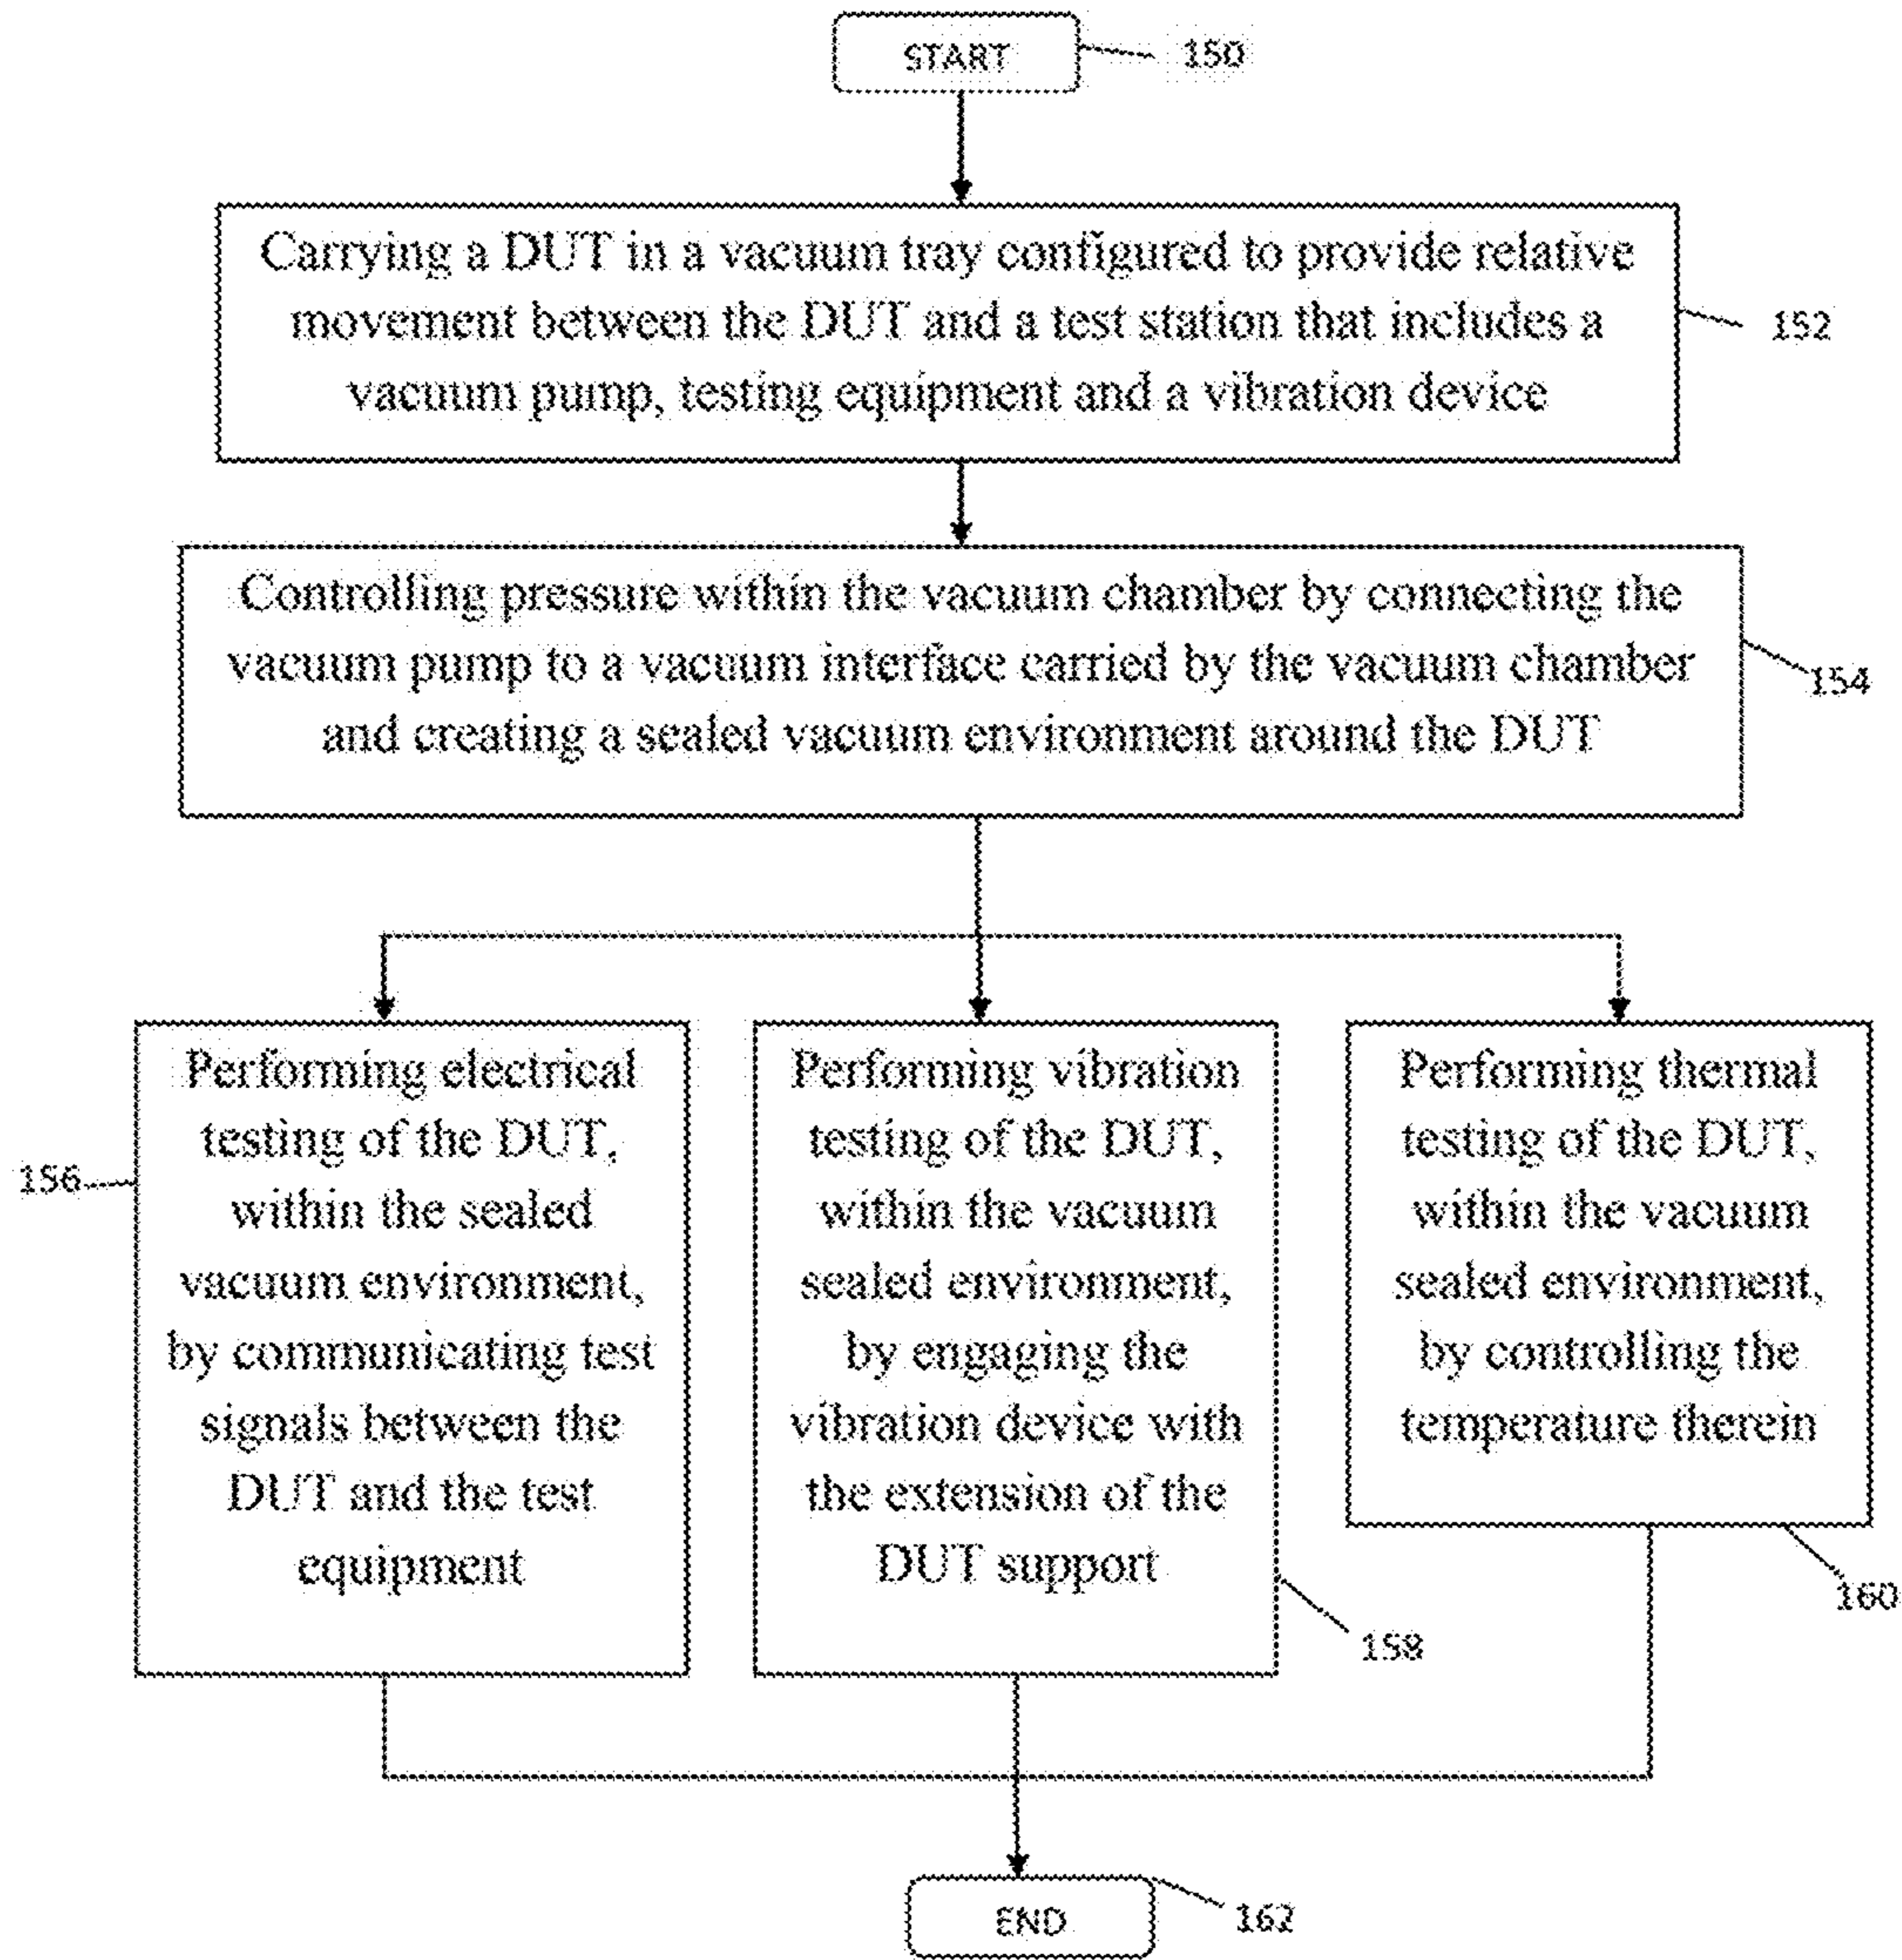 START
150
Carrying a DUT in a vacuum tray configured to provide relative
movement between the DUT and a test station that includes a
vacuum pump, testing equipment and a vibration device
152
Controlling pressure within the vacuum chamber by connecting the
vacuum pump to a vacuum interface carried by the vacuum chamber
and creating a sealed vacuum environment around the DUT
154
156
Performing electrical
testing of the DUT,
within the sealed
vacuum environment,
by communicating test
signals between the
DUT and the test
equipment
Performing vibration
testing of the DUT,
within the vacuum
sealed environment,
by engaging the
vibration device with
the extension of the
DUT support
158
Performing thermal
testing of the DUT,
within the vacuum
sealed environment,
by controlling the
temperature therein
160
END
162